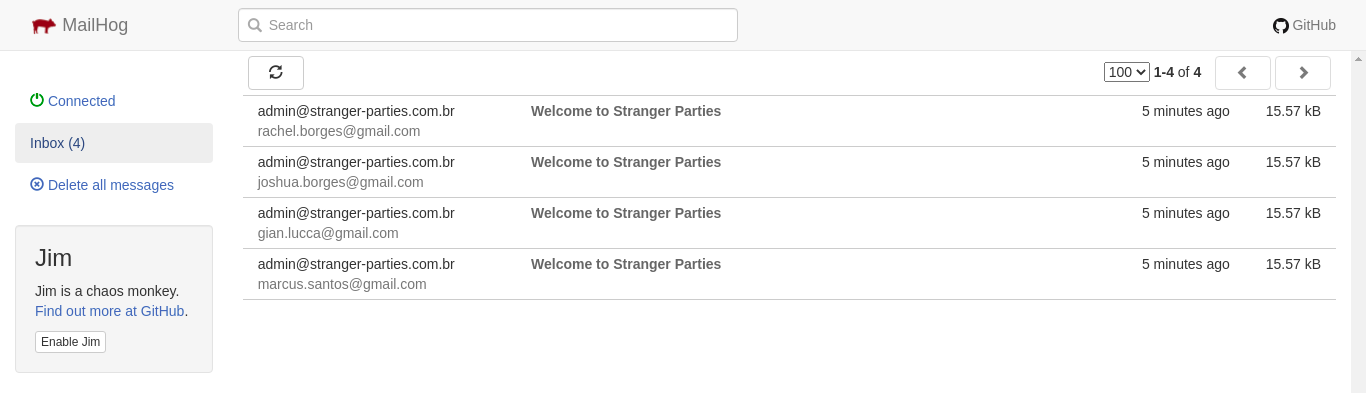 MailHog
Search
GitHub
Connected
Inbox (4)
Delete all messages
Jim
Jim is a chaos monkey.
Find out more at GitHub.
Enable Jim
100 1-4 of 4
admin@stranger-parties.com.br Welcome to Stranger Parties 5 minutes ago 15.57 kB
rachel.borges@gmail.com
admin@stranger-parties.com.br Welcome to Stranger Parties 5 minutes ago 15.57 kB
joshua.borges@gmail.com
admin@stranger-parties.com.br Welcome to Stranger Parties 5 minutes ago 15.57 kB
gian.lucca@gmail.com
admin@stranger-parties.com.br Welcome to Stranger Parties 5 minutes ago 15.57 kB
marcus.santos@gmail.com